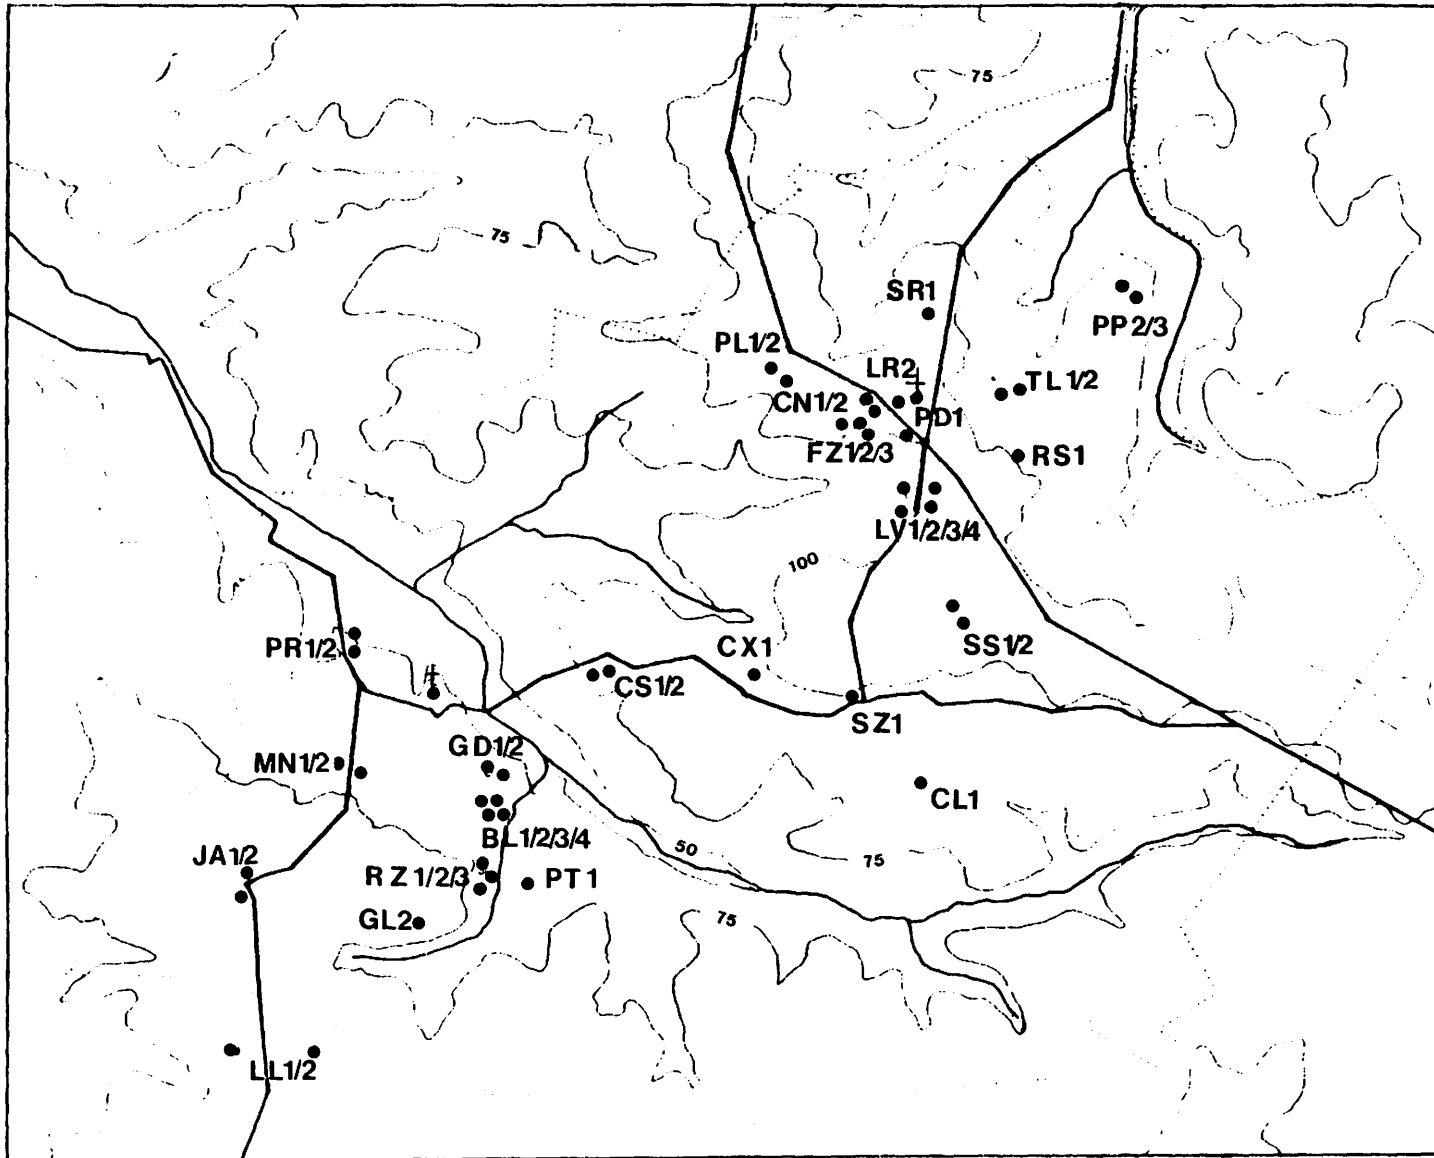 75
75
SR1
PP2/3
PL1/2
LR2
TL1/2
CN1/2
PD1
FZ1/2/3
RS1
LV1/2/3/4
100
PR1/2
CX1
SS1/2
CS1/2
SZ1
GD1/2
MN1/2
CL1
BL1/2/3/4
50
75
JA1/2
RZ1/2/3
PT1
GL2
75
LL1/2